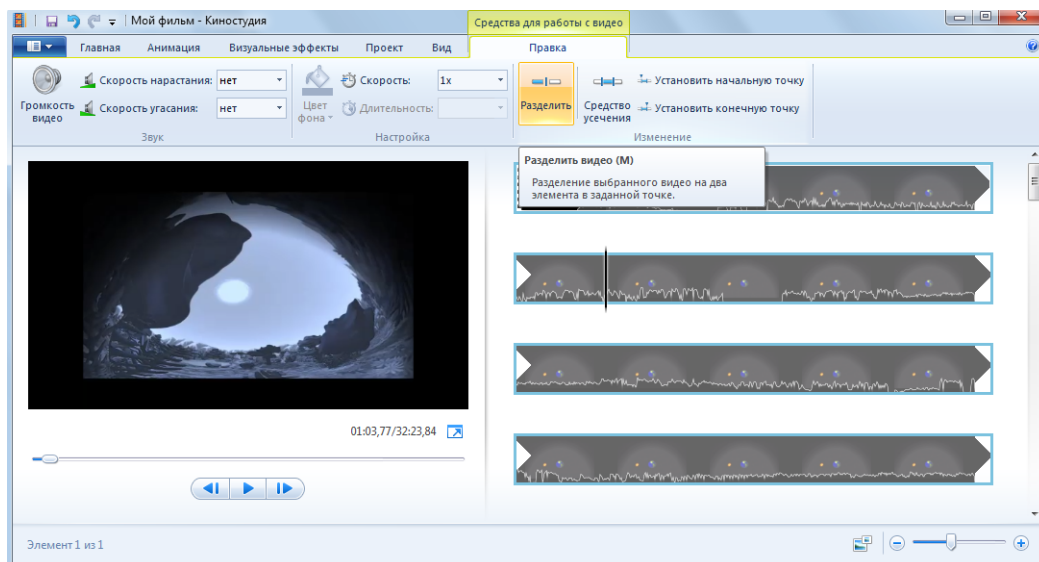 Мой фильм - Киностудия
Средства для работы с видео
Главная
Анимация
Визуальные эффекты
Проект
Вид
Правка
Громкость видео
Скорость нарастания: нет
Скорость угасания: нет
Звук
Цвет фона
Скорость: 1x
Длительность:
Настройка
Разделить
Средство усечения
Установить начальную точку
Установить конечную точку
Изменение
Разделить видео (M)
Разделение выбранного видео на два
элемента в заданной точке.
01:03,77/32:23,84
Элемент 1 из 1